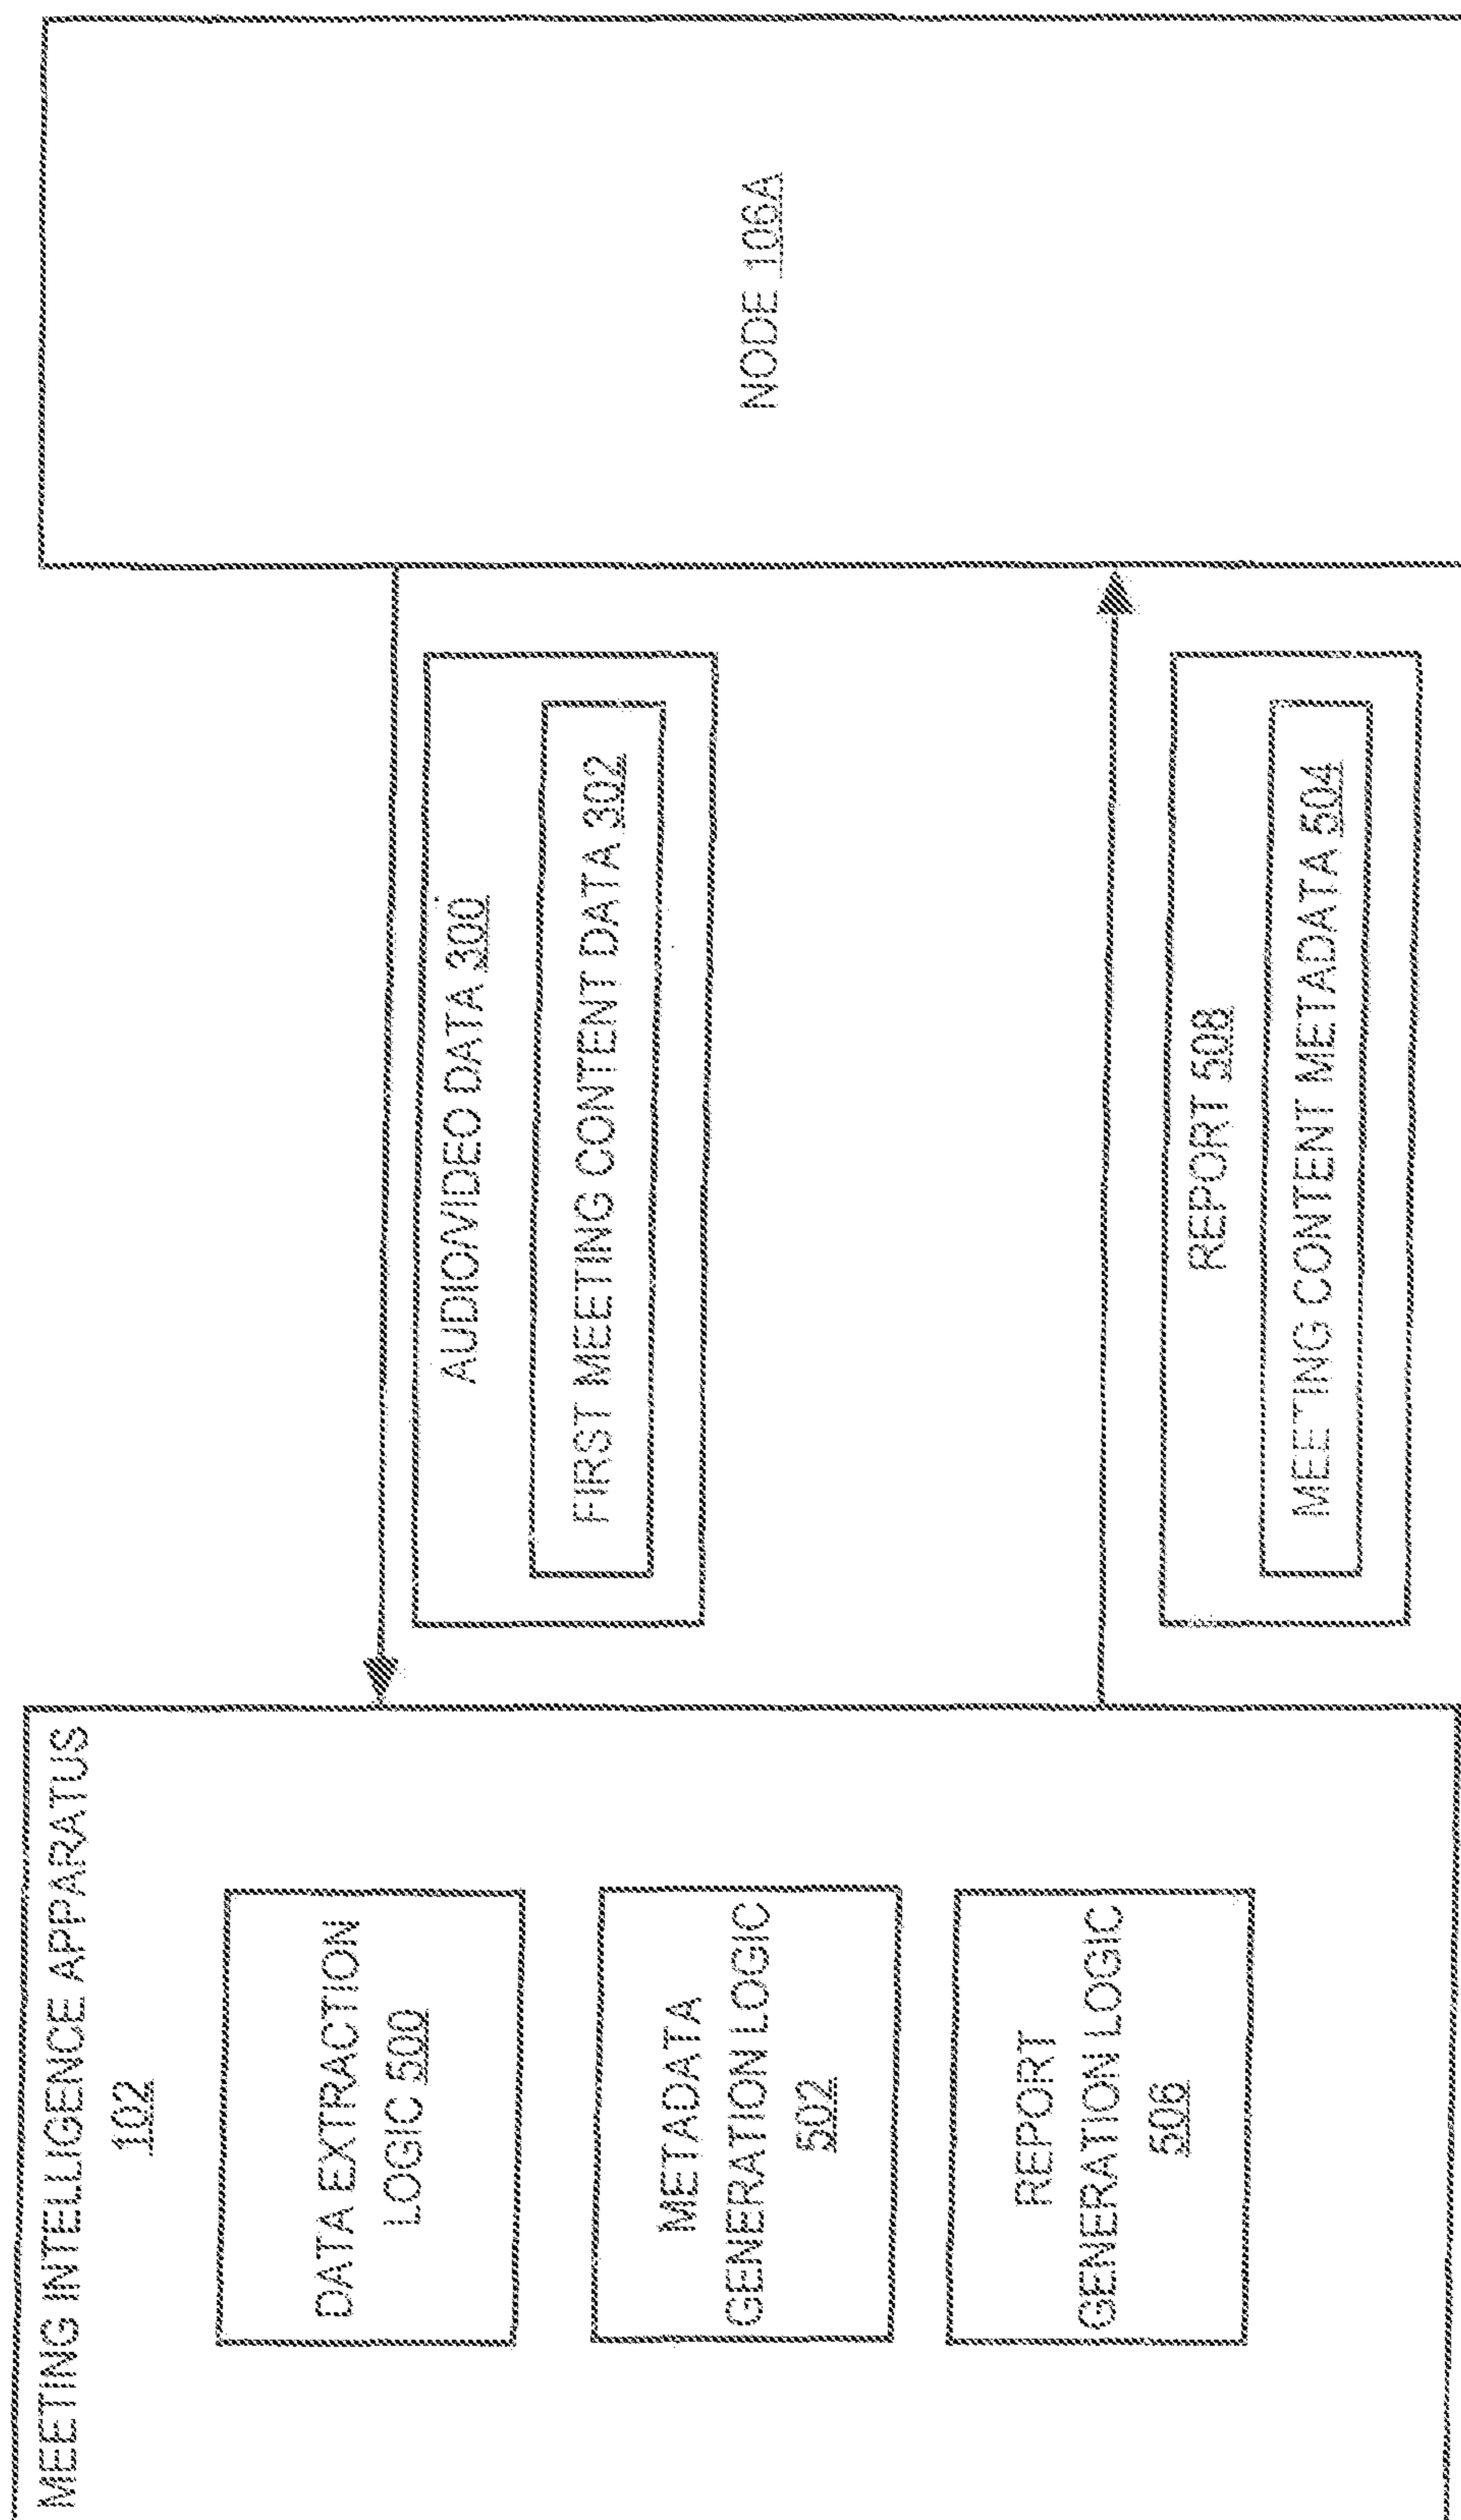 MEETING INTELLIGENCE APPARATUS
102
DATA EXTRACTION
LOGIC 500
METADATA
GENERATION LOGIC
502
REPORT
GENERATION LOGIC
506
AUDIO/VIDEO DATA 300
FIRST MEETING CONTENT DATA 302
REPORT 508
MEETING CONTENT METADATA 504
NODE 106A